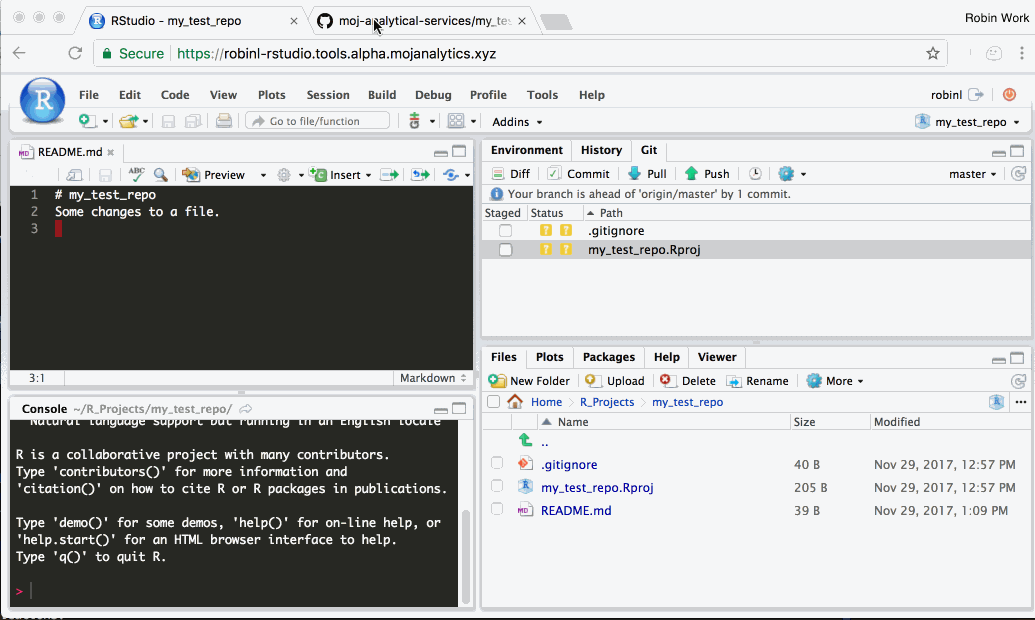 RStudio - my_test_repo
moj-analytical-services/my_tes
Robin Work
Secure
https://robinl-rstudio.tools.alpha.mojanalytics.xyz
R
File Edit Code View Plots Session Build Debug Profile Tools Help
robinl
Go to file/function
Addins
my_test_repo
README.md
ABC
Preview
Insert
1 # my_test_repo
2 Some changes to a file.
3
3:1
Markdown
Console ~/R_Projects/my_test_repo/
Natural language support but running in an English locale
R is a collaborative project with many contributors.
Type 'contributors()' for more information and
'citation()' on how to cite R or R packages in publications.
Type 'demo()' for some demos, 'help()' for on-line help, or
'help.start()' for an HTML browser interface to help.
Type 'q()' to quit R.
>
Environment History Git
Diff Commit Pull Push
master
Your branch is ahead of 'origin/master' by 1 commit.
Staged Status Path
? ? .gitignore
? ? my_test_repo.Rproj
Files Plots Packages Help Viewer
New Folder Upload Delete Rename More
Home R_Projects my_test_repo
Name Size Modified
..
.gitignore 40 B Nov 29, 2017, 12:57 PM
my_test_repo.Rproj 205 B Nov 29, 2017, 12:57 PM
MD README.md 39 B Nov 29, 2017, 1:09 PM